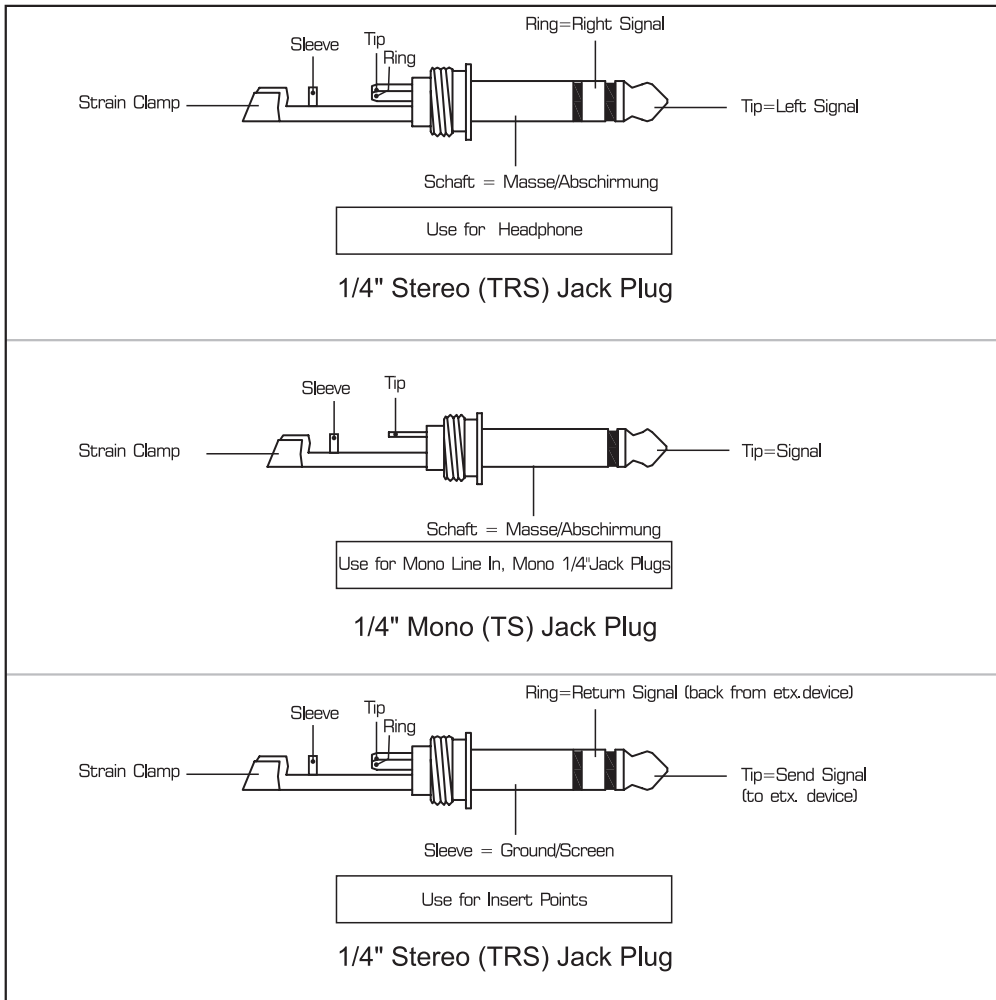 Ring=Right Signal
Tip
Sleeve
Ring
Strain Clamp
Tip=Left Signal
Schaft = Masse/Abschirmung
Use for Headphone
1/4" Stereo (TRS) Jack Plug
Sleeve
Tip
Strain Clamp
Tip=Signal
Schaft = Masse/Abschirmung
Use for Mono Line In, Mono 1/4"Jack Plugs
1/4" Mono (TS) Jack Plug
Ring=Return Signal (back from etx.device)
Tip
Sleeve
Ring
Strain Clamp
Tip=Send Signal
(to etx. device)
Sleeve = Ground/Screen
Use for Insert Points
1/4" Stereo (TRS) Jack Plug